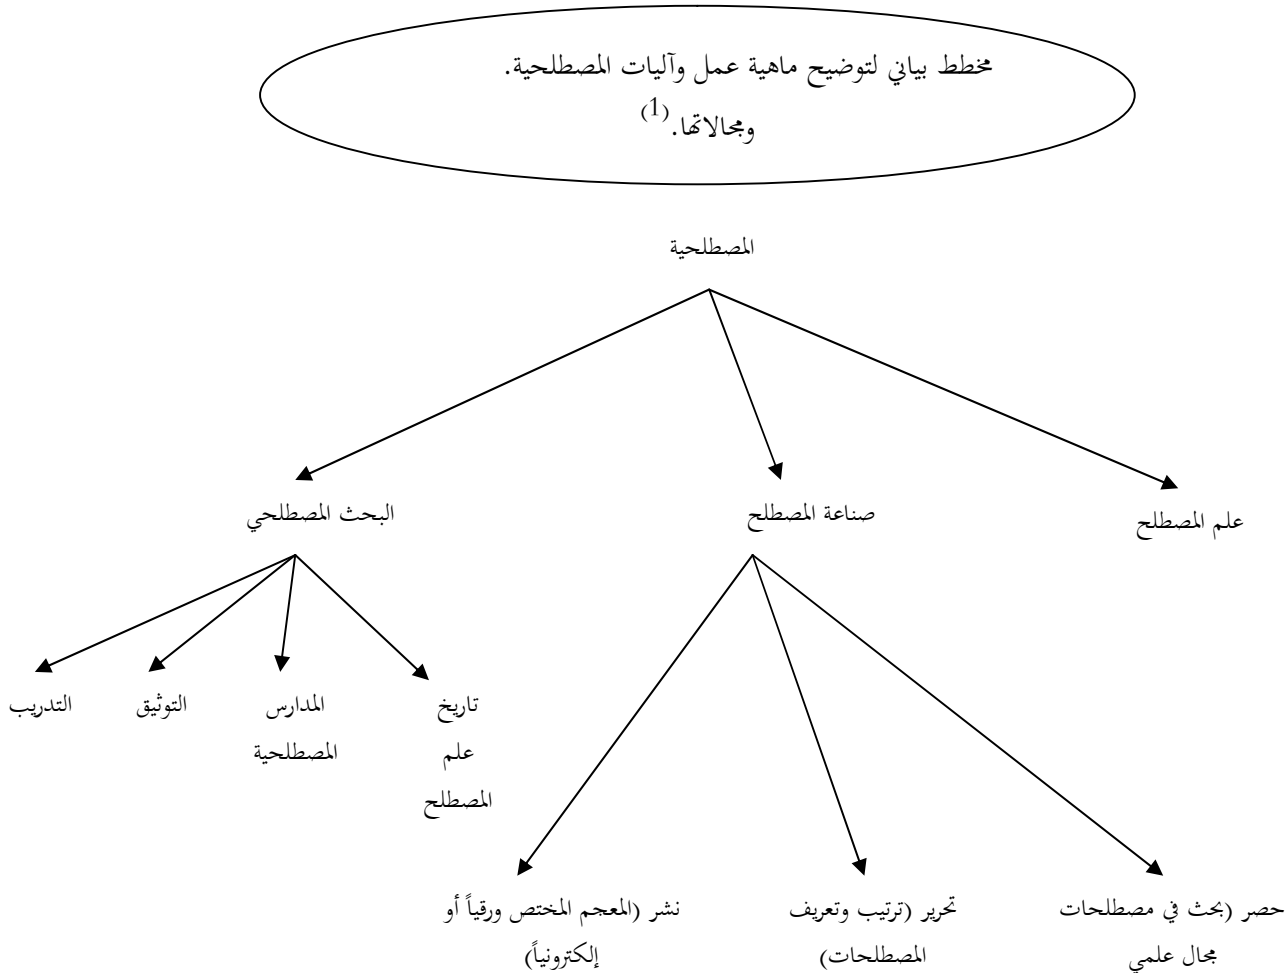 مخطط بياني لتوضيح ماهية عمل وآليات المصطلحية.
ومجالاتها.(1)
المصطلحية
علم المصطلح
صناعة المصطلح
البحث المصطلحي
تاريخ
علم
المصطلح
المدارس
المصطلحية
التوثيق
التدريب
حصر (بحث في مصطلحات
مجال علمي
تحرير (ترتيب وتعريف
المصطلحات)
نشر (المعجم المختص ورقياً أو
إلكترونياً)